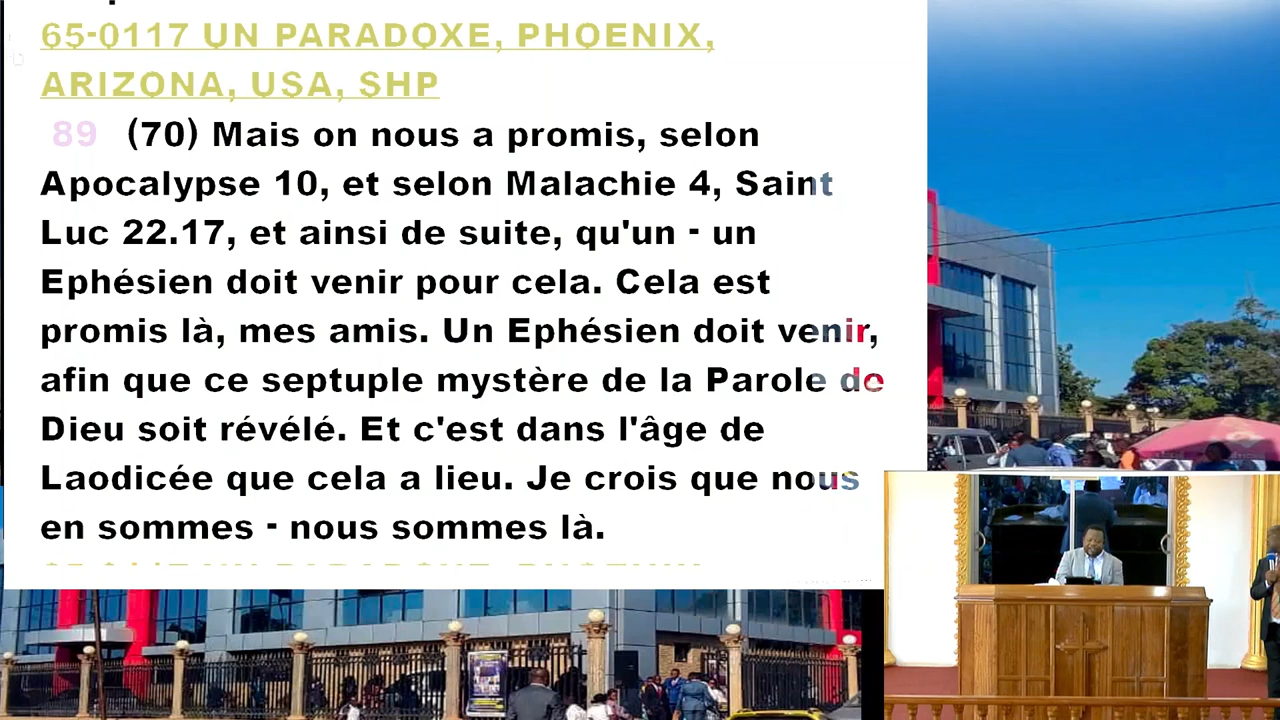 65-0117 UN PARADOXE, PHOENIX,
ARIZONA, USA, SHP
89 (70) Mais on nous a promis, selon
Apocalypse 10, et selon Malachie 4, Saint
Luc 22.17, et ainsi de suite, qu'un - un
Ephésien doit venir pour cela. Cela est
promis là, mes amis. Un Ephésien doit venir,
afin que ce septuple mystère de la Parole de
Dieu soit révélé. Et c'est dans l'âge de
Laodicée que cela a lieu. Je crois que nous
en sommes - nous sommes là.